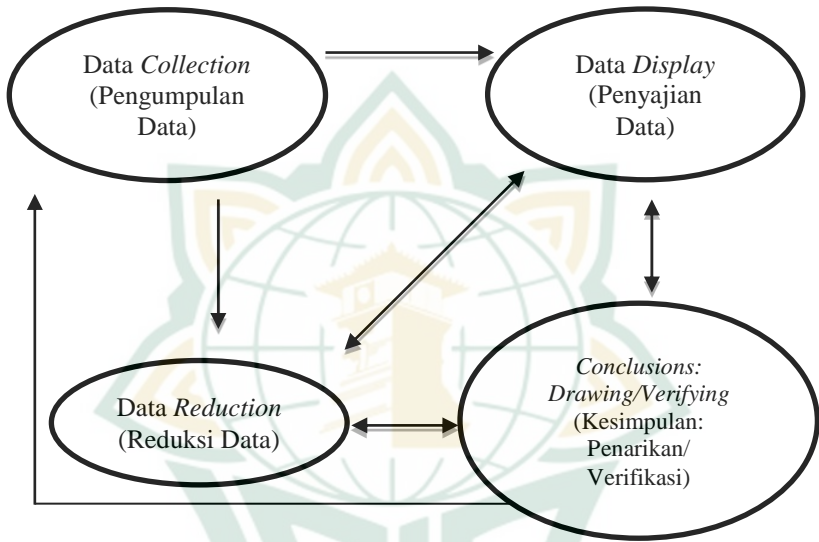 Data Collection
(Pengumpulan
Data)
Data Display
(Penyajian
Data)
Data Reduction
(Reduksi Data)
Conclusions:
Drawing/Verifying
(Kesimpulan:
Penarikan/
Verifikasi)